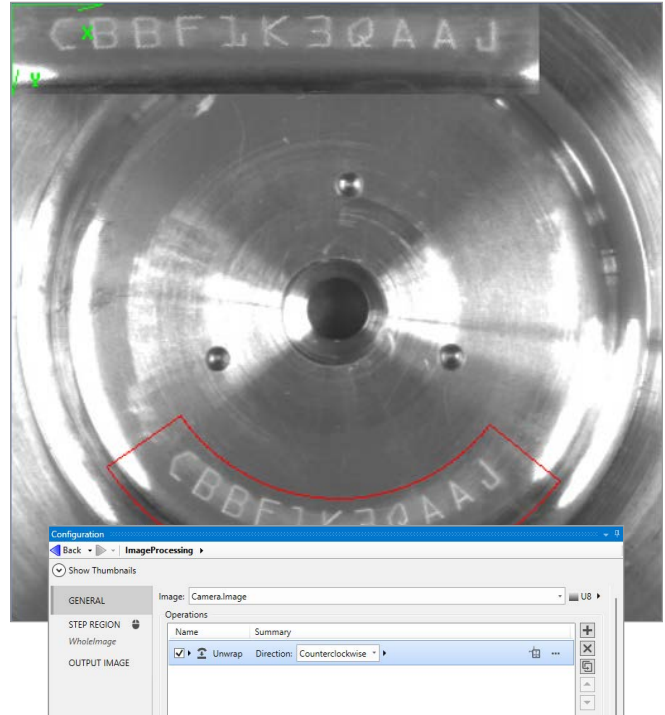 CBBF1K3QAAJ
X
Y
CBBF1K3QAAJ
Configuration
Back ImageProcessing
Show Thumbnails
GENERAL
STEP REGION
WholeImage
OUTPUT IMAGE
Image: Camera.Image U8
Operations
Name Summary
Unwrap Direction: Counterclockwise